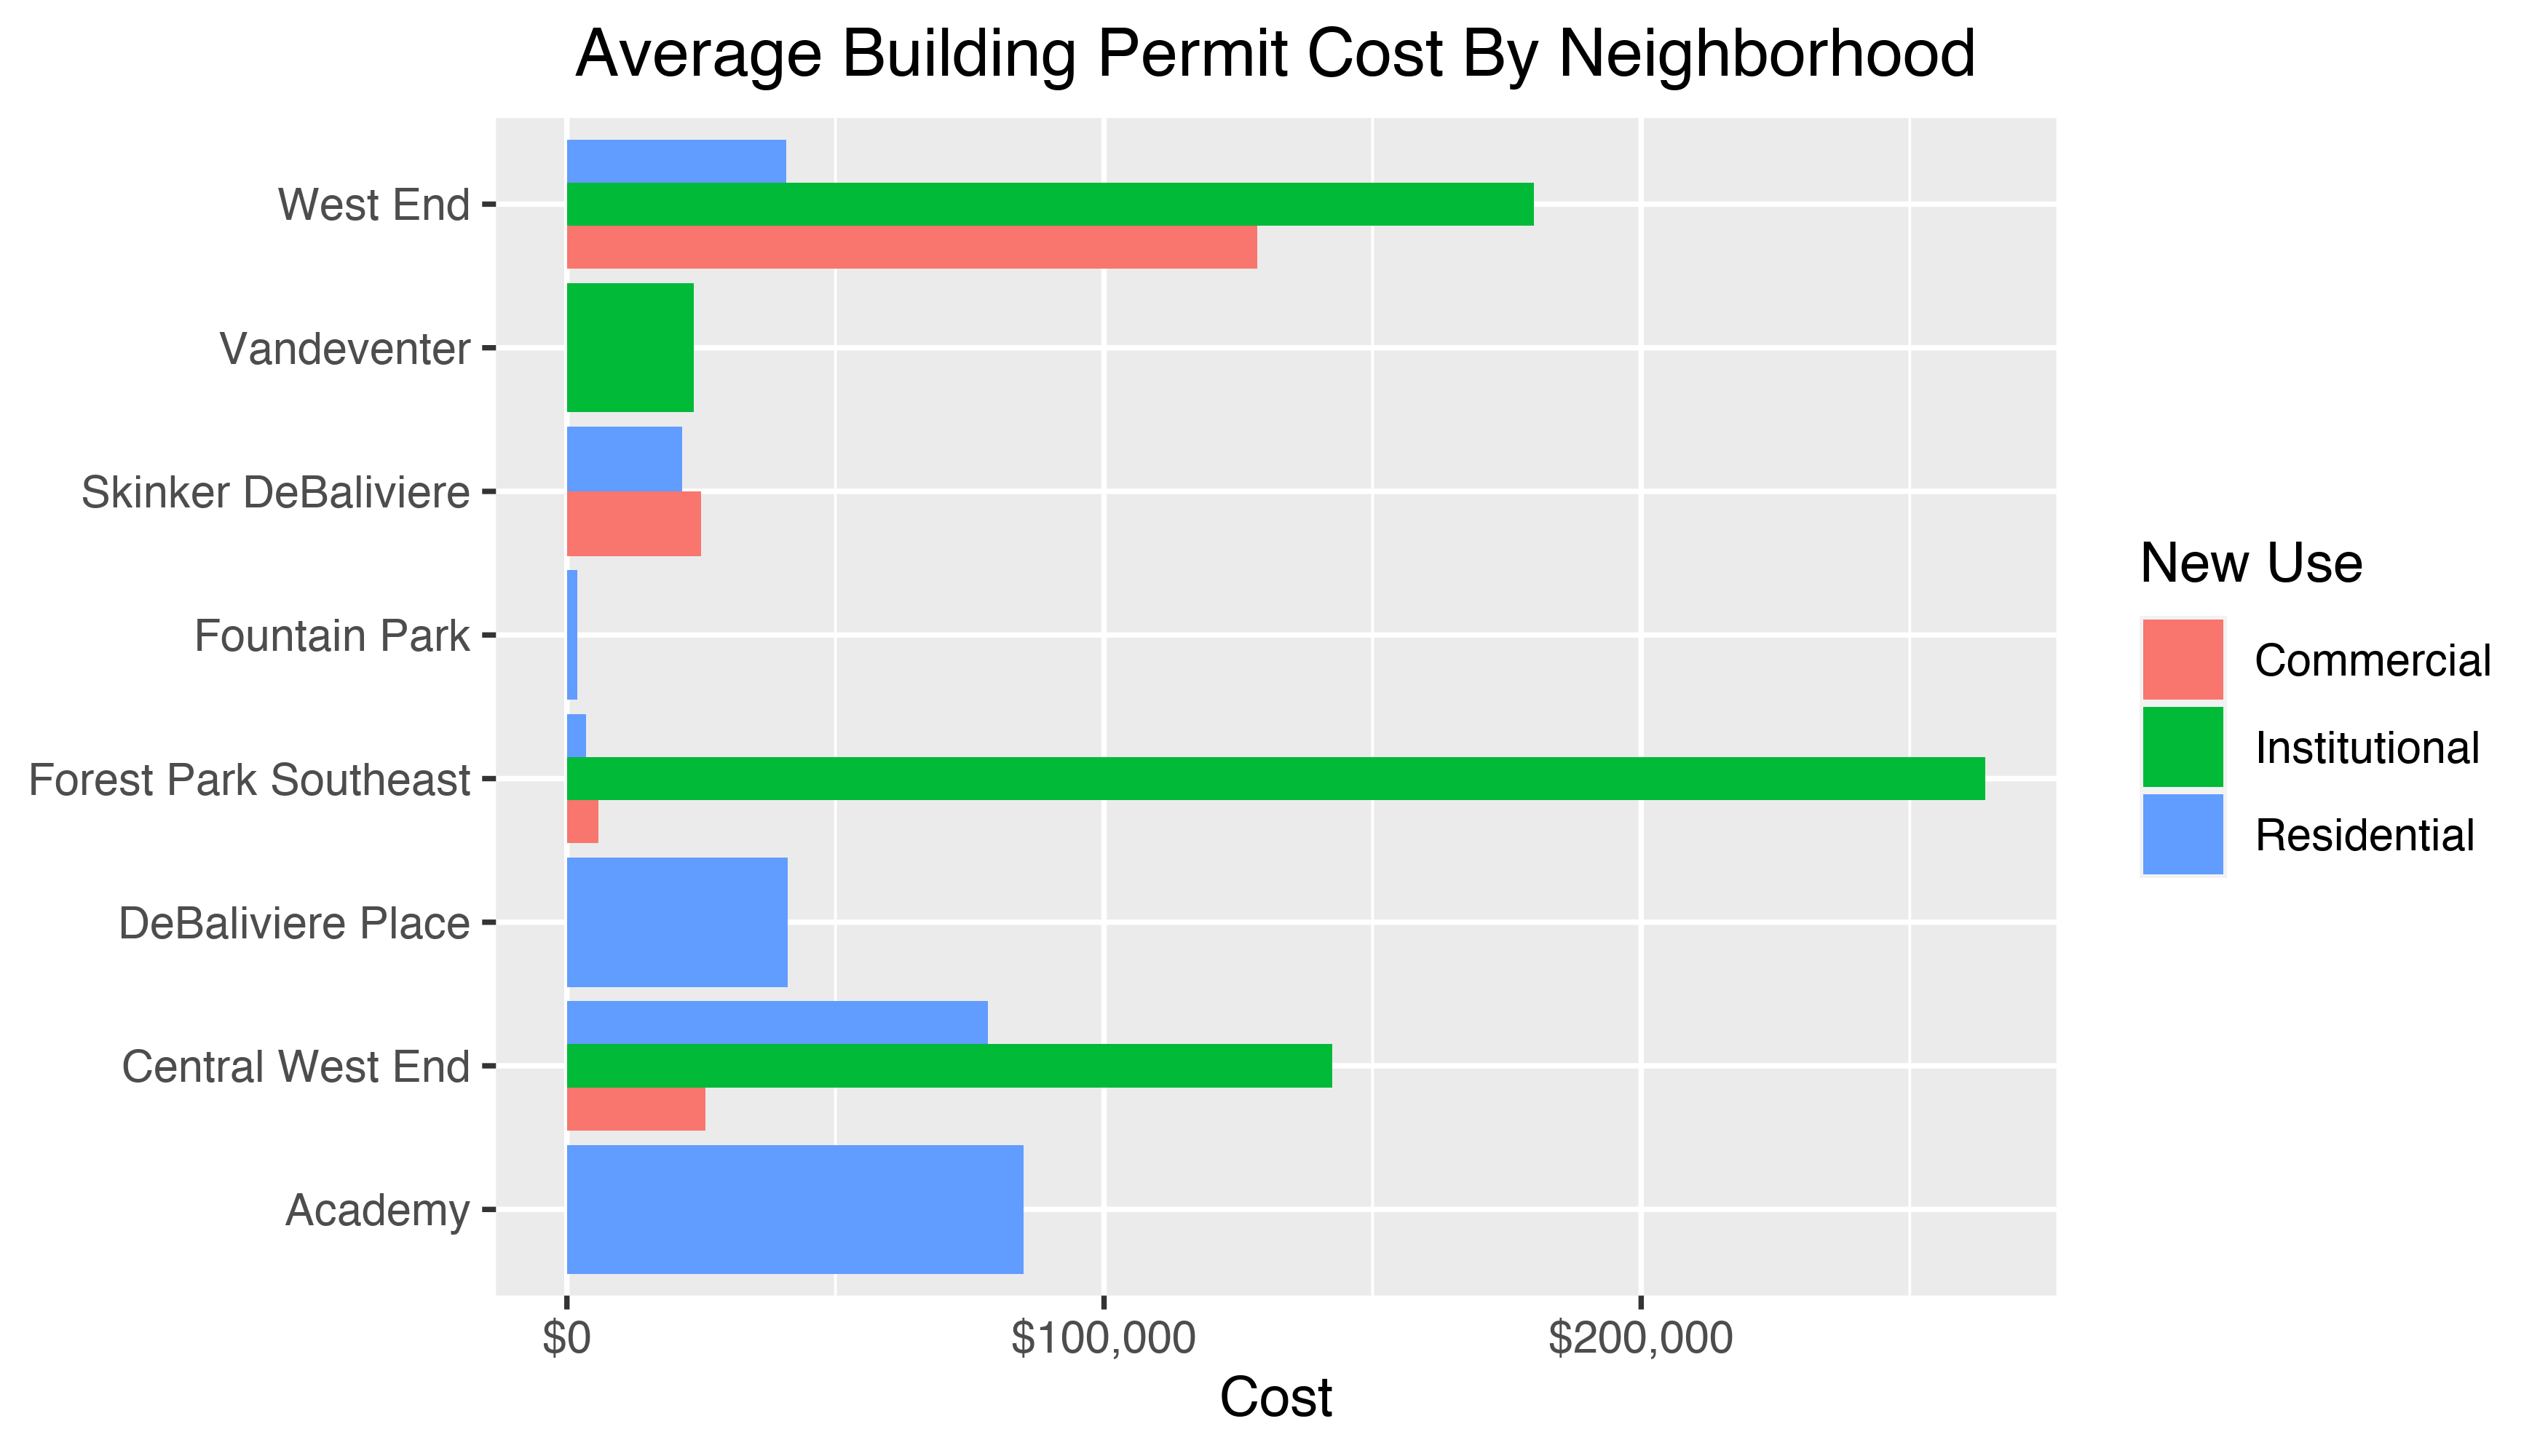 Average Building Permit Cost By Neighborhood
West End
Vandeventer
Skinker DeBaliviere
Fountain Park
Forest Park Southeast
DeBaliviere Place
Central West End
Academy
$0
$100,000
$200,000
Cost
New Use
Commercial
Institutional
Residential